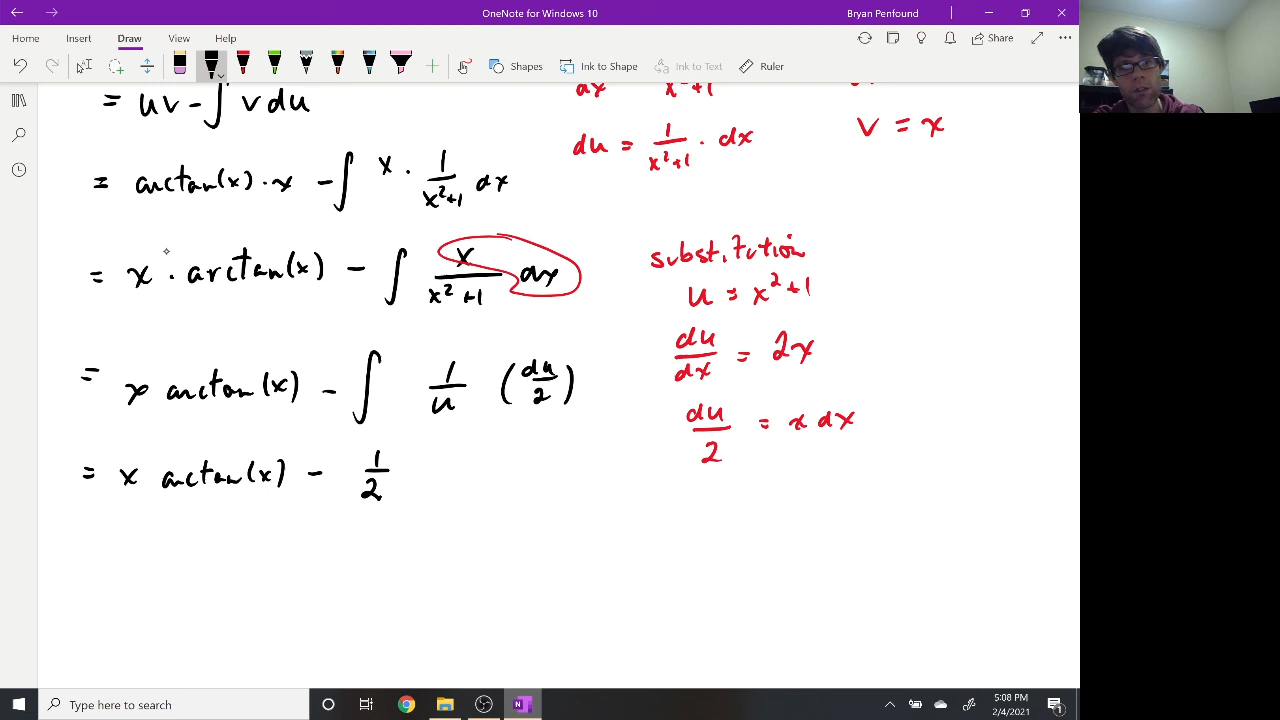 OneNote for Windows 10
Bryan Penfound
Home Insert Draw View Help
Share
Shapes Ink to Shape Ink to Text Ruler
= uv - ∫ v du
v = x
du = 1/(x²+1) · dx
= arctan(x) · x - ∫ x · 1/(x²+1) dx
substitution
= x · arctan(x) - ∫ x/(x²+1) dx
u = x²+1
du/dx = 2x
= x arctan(x) - ∫ 1/u (du/2)
du/2 = x dx
= x arctan(x) - 1/2
Type here to search
5:08 PM
2/4/2021
1